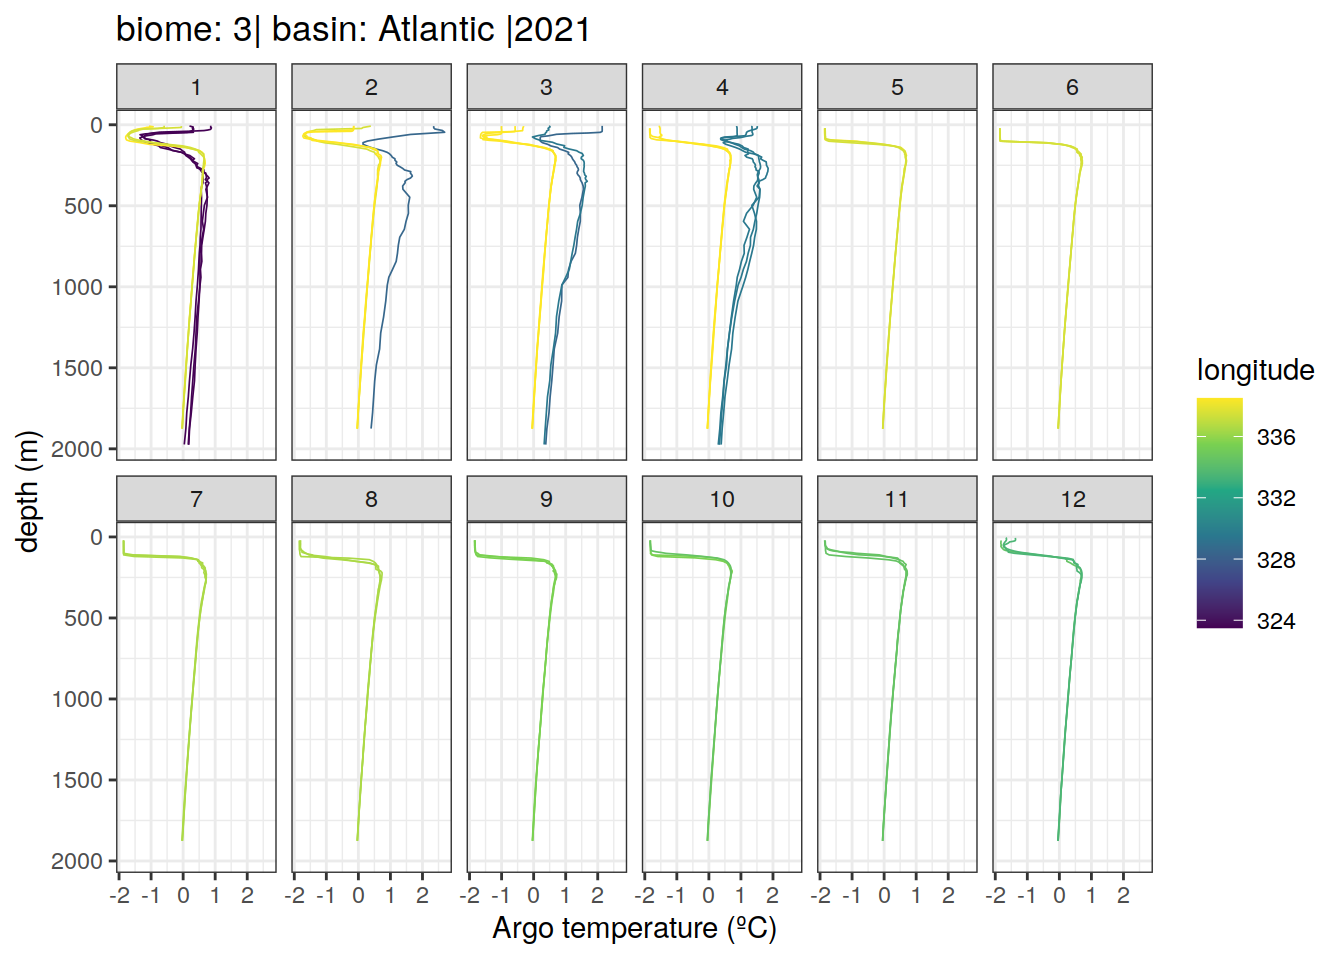 biome: 3| basin: Atlantic |2021
1 2 3 4 5 6
0
500
1000
1500
2000
7 8 9 10 11 12
0
500
1000
1500
2000
-2 -1 0 1 2 -2 -1 0 1 2 -2 -1 0 1 2 -2 -1 0 1 2 -2 -1 0 1 2 -2 -1 0 1 2
Argo temperature (ºC)
depth (m)
longitude
336
332
328
324